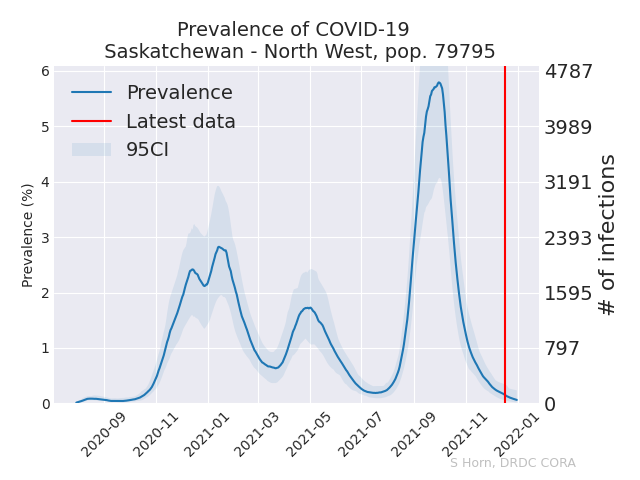 Prevalence of COVID-19
Saskatchewan - North West, pop. 79795
Prevalence
Latest data
95CI
Prevalence (%)
6
5
4
3
2
1
0
4787
3989
3191
2393
1595
797
0
# of infections
2020-09
2020-11
2021-01
2021-03
2021-05
2021-07
2021-09
2021-11
2022-01
S Horn, DRDC CORA